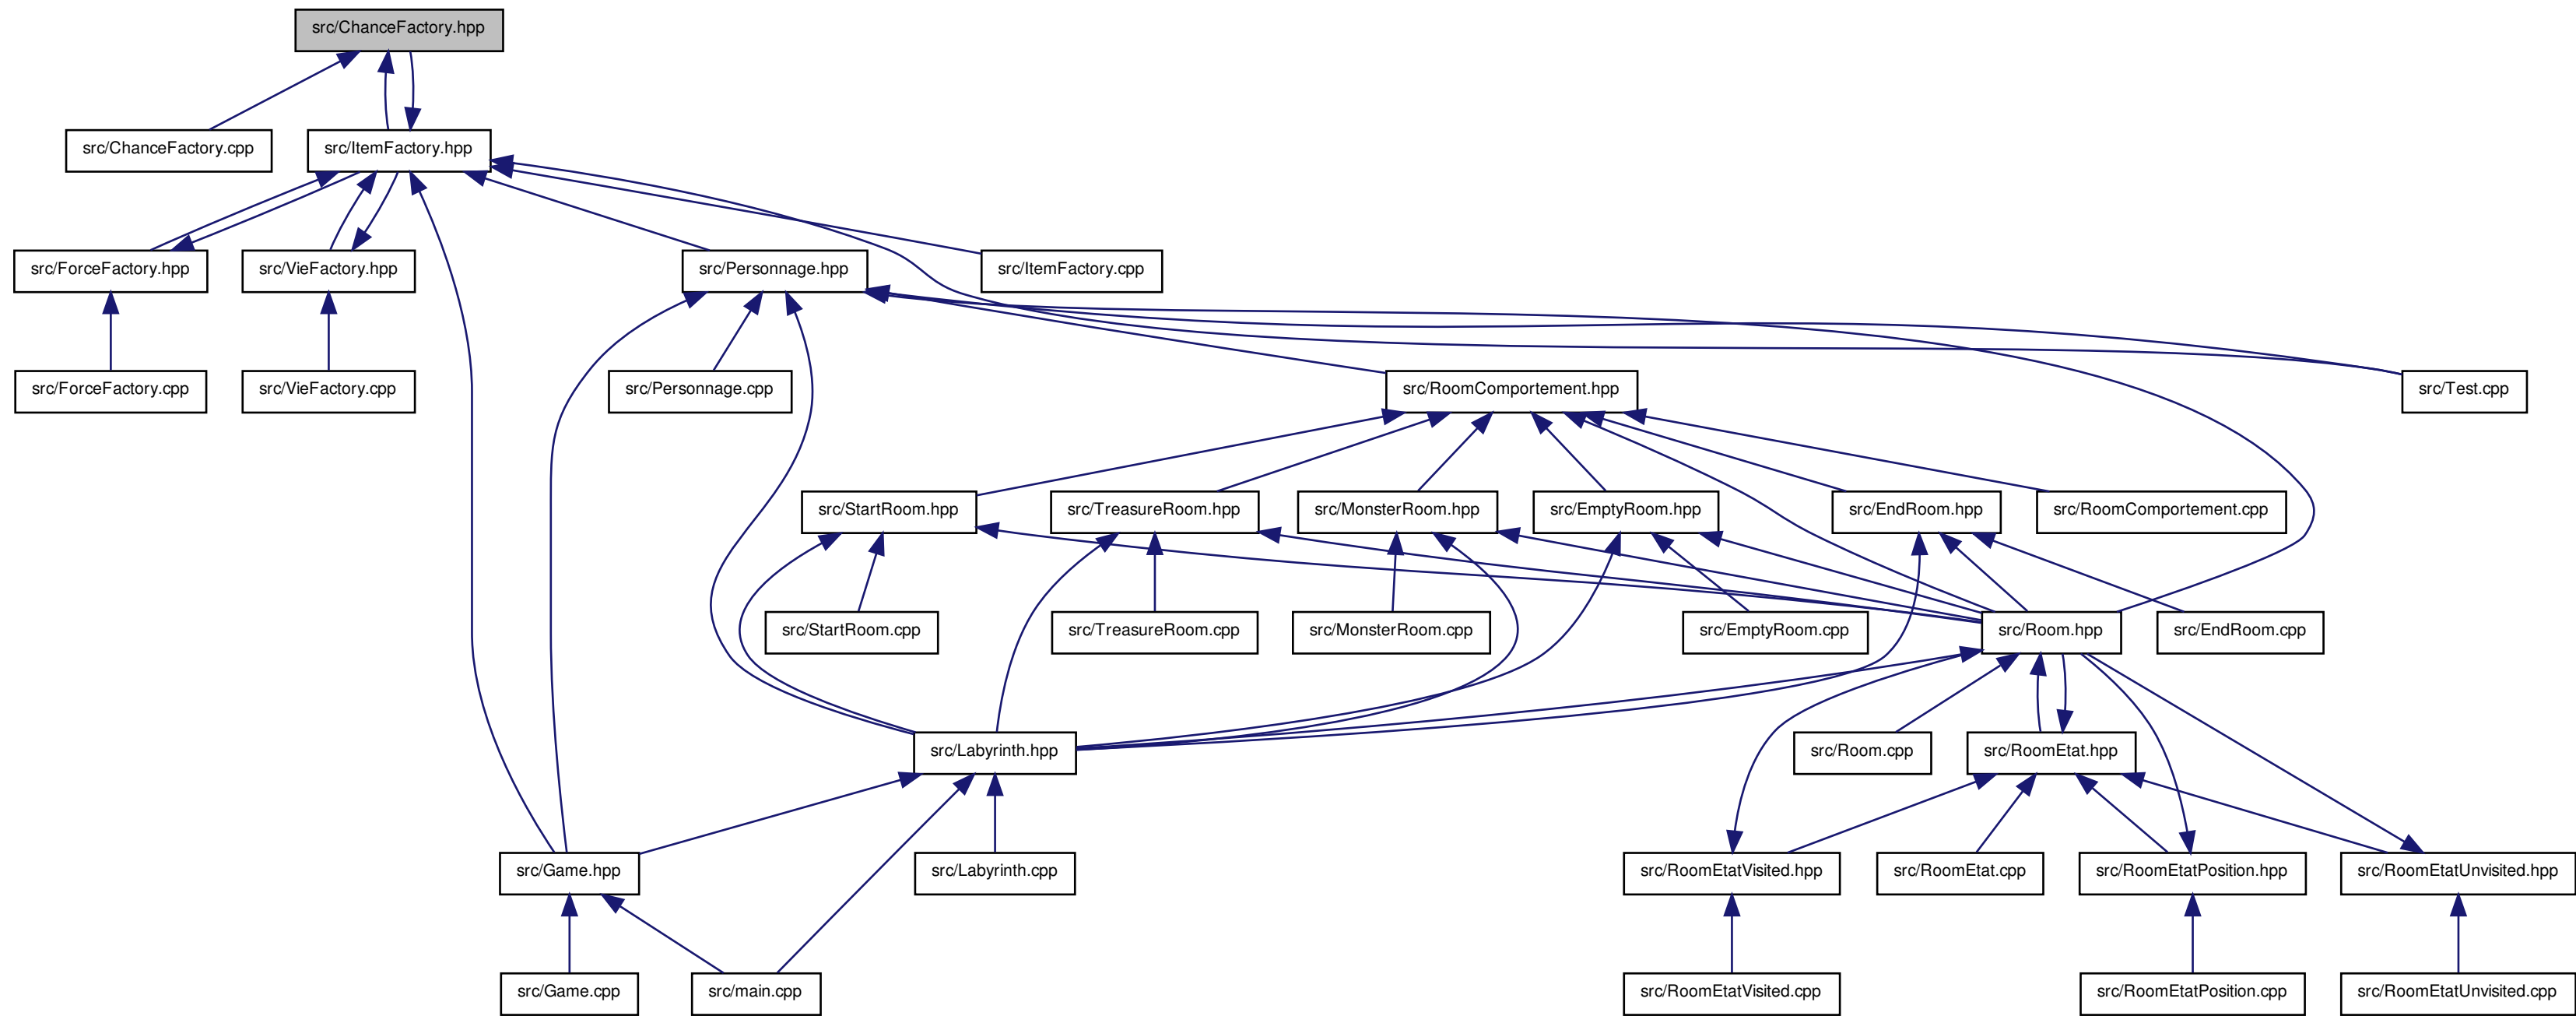 src/ChanceFactory.hpp
src/ChanceFactory.cpp
src/ItemFactory.hpp
src/ForceFactory.hpp
src/VieFactory.hpp
src/Personnage.hpp
src/ItemFactory.cpp
src/ForceFactory.cpp
src/VieFactory.cpp
src/Personnage.cpp
src/RoomComportement.hpp
src/Test.cpp
src/StartRoom.hpp
src/TreasureRoom.hpp
src/MonsterRoom.hpp
src/EmptyRoom.hpp
src/EndRoom.hpp
src/RoomComportement.cpp
src/StartRoom.cpp
src/TreasureRoom.cpp
src/MonsterRoom.cpp
src/EmptyRoom.cpp
src/Room.hpp
src/EndRoom.cpp
src/Labyrinth.hpp
src/Room.cpp
src/RoomEtat.hpp
src/Game.hpp
src/Labyrinth.cpp
src/RoomEtatVisited.hpp
src/RoomEtat.cpp
src/RoomEtatPosition.hpp
src/RoomEtatUnvisited.hpp
src/Game.cpp
src/main.cpp
src/RoomEtatVisited.cpp
src/RoomEtatPosition.cpp
src/RoomEtatUnvisited.cpp